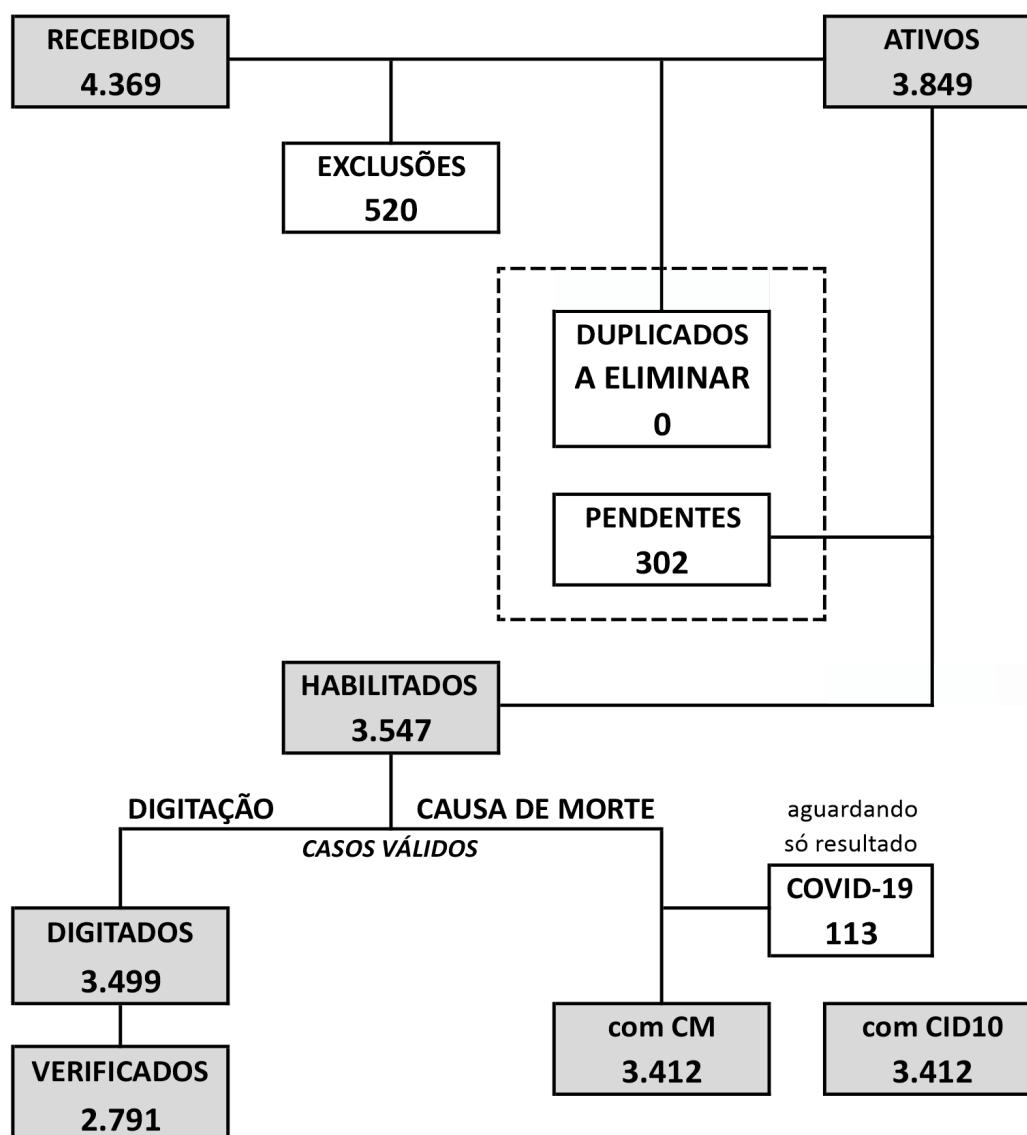 RECEBIDOS
4.369
ATIVOS
3.849
EXCLUSÕES
520
DUPLICADOS
A ELIMINAR
0
PENDENTES
302
HABILITADOS
3.547
DIGITAÇÃO
CAUSA DE MORTE
CASOS VÁLIDOS
aguardando
só resultado
COVID-19
113
DIGITADOS
3.499
com CM
3.412
com CID10
3.412
VERIFICADOS
2.791